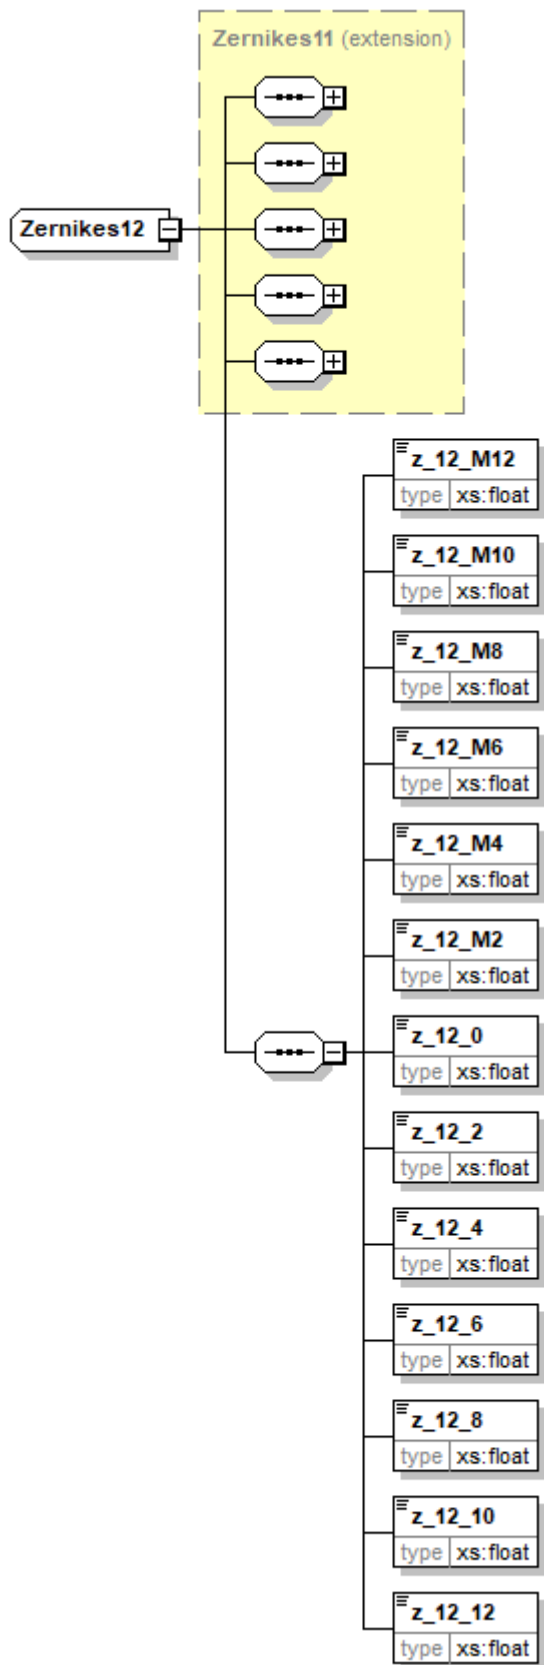 Zernikes11 (extension)
Zernikes12
z_12_M12
type xs:float
z_12_M10
type xs:float
z_12_M8
type xs:float
z_12_M6
type xs:float
z_12_M4
type xs:float
z_12_M2
type xs:float
z_12_0
type xs:float
z_12_2
type xs:float
z_12_4
type xs:float
z_12_6
type xs:float
z_12_8
type xs:float
z_12_10
type xs:float
z_12_12
type xs:float